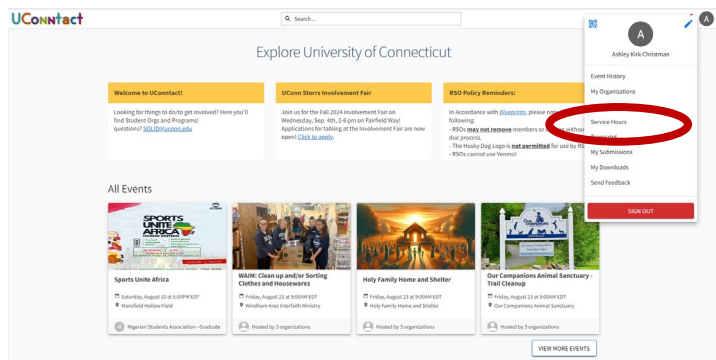 UConntact
Search...
A
A
Ashley Kirk-Christman
Event History
My Organizations
Service Hours
My Submissions
My Downloads
Send Feedback
SIGN OUT
Explore University of Connecticut
Welcome to UConntact!
Looking for things to do/to get involved? Here you'll
find Student Orgs and Programs!
questions? SOLID@uconn.edu
UConn Storrs Involvement Fair
Join us for the Fall 2024 Involvement Fair on
Wednesday, Sep. 4th, 2-6 pm on Fairfield Way!
Applications for tabling at the Involvement Fair are now
open! Click to apply.
RSO Policy Reminders:
In Accordance with Blueprints, please note
following:
- RSOs may not remove members or
due process.
- The Husky Dog Logo is not permitted for use by RS
- RSOs cannot use Venmo!
All Events
SPORTS
UNITE
AFRICA
Sports Unite Africa
Saturday, August 10 at 5:00PM EDT
Mansfield Hollow Field
Nigerian Students Association - Graduate
WAIM: Clean up and/or Sorting
Clothes and Housewares
Friday, August 23 at 9:00AM EDT
Windham Area Interfaith Ministry
Hosted by 3 organizations
Holy Family Home and Shelter
Friday, August 23 at 9:00AM EDT
Holy Family Home and Shelter
Hosted by 3 organizations
Our Companions Animal Sanctuary -
Trail Cleanup
Friday, August 23 at 9:00AM EDT
Our Companions Animal Sanctuary
Hosted by 3 organizations
VIEW MORE EVENTS